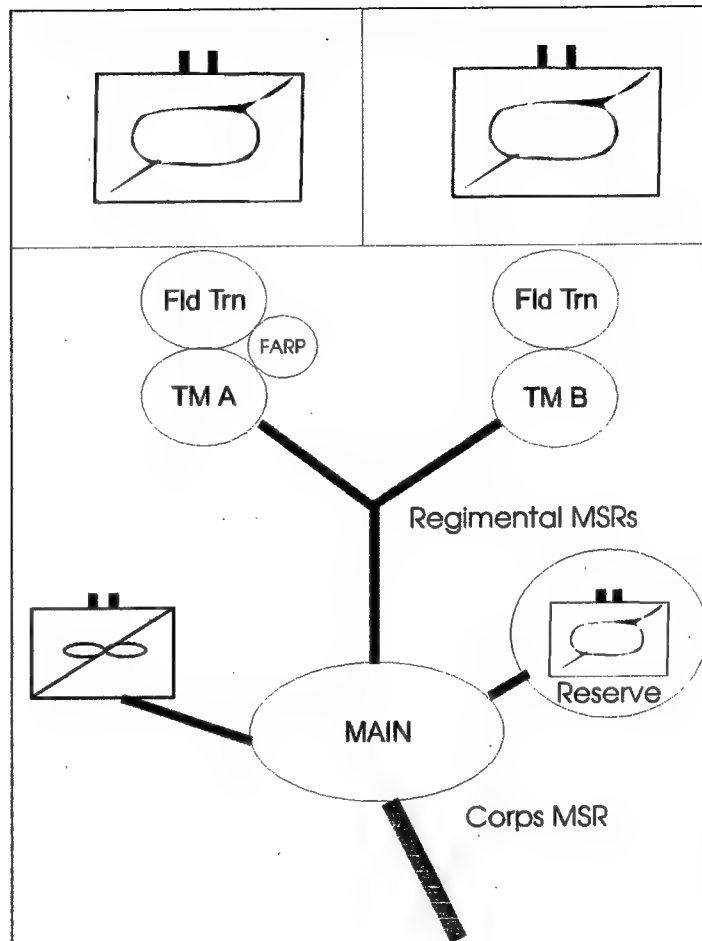 Fld Trn
Fld Trn
FARP
TM A
TM B
Regimental MSRs
Reserve
MAIN
Corps MSR